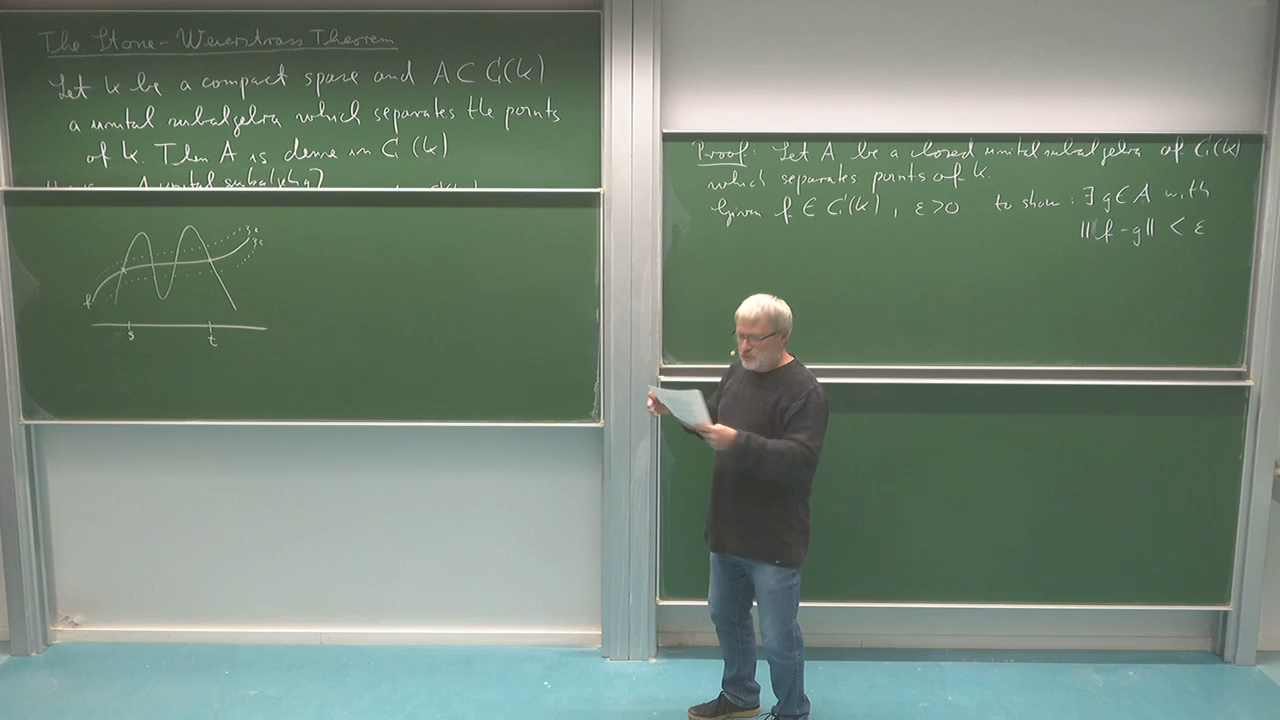 The Stone-Weierstrass Theorem
Let K be a compact space and A ⊂ C(K)
a unital subalgebra which separates the points
of K. Then A is dense in C(K)
A unital subalgebra
f
s
t
Proof: Let A be a closed unital subalgebra of C(K)
which separates points of K.
Given f ∈ C(K), ε>0 to show: ∃ g ∈ A with
||f-g|| < ε